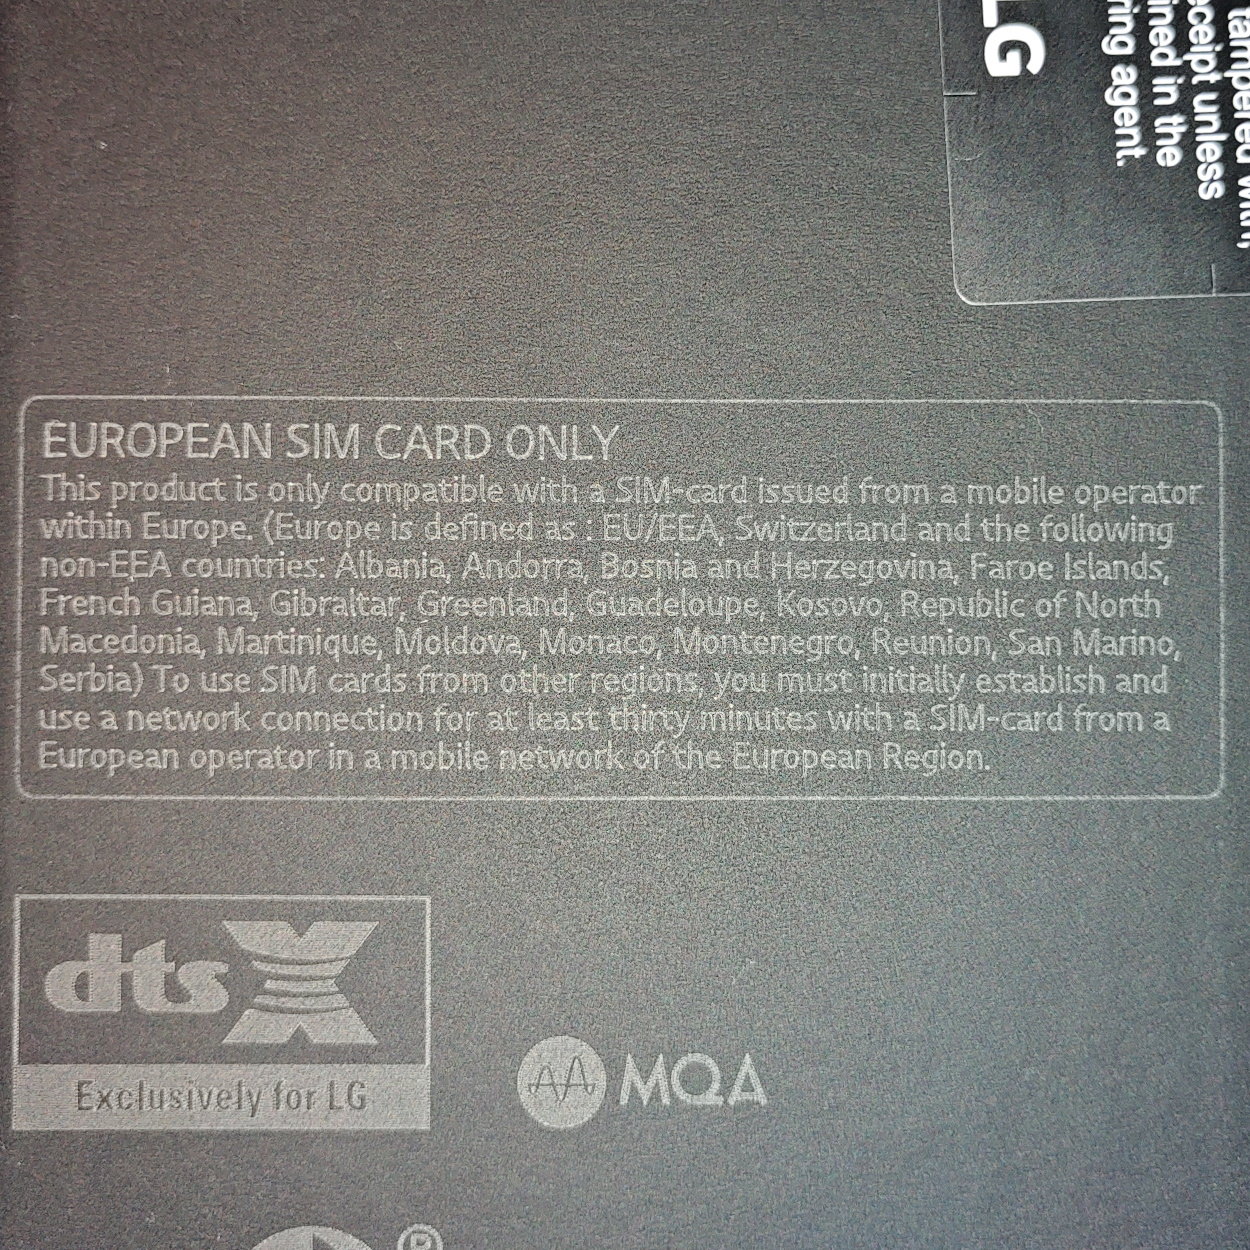 LG
tampered with,
receipt unless
ined in the
ring agent.
EUROPEAN SIM CARD ONLY
This product is only compatible with a SIM-card issued from a mobile operator
within Europe. (Europe is defined as : EU/EEA, Switzerland and the following
non-EEA countries: Albania, Andorra, Bosnia and Herzegovina, Faroe Islands,
French Guiana, Gibraltar, Greenland, Guadeloupe, Kosovo, Republic of North
Macedonia, Martinique, Moldova, Monaco, Montenegro, Reunion, San Marino,
Serbia) To use SIM cards from other regions, you must initially establish and
use a network connection for at least thirty minutes with a SIM-card from a
European operator in a mobile network of the European Region.
dts X
Exclusively for LG
MQA
®